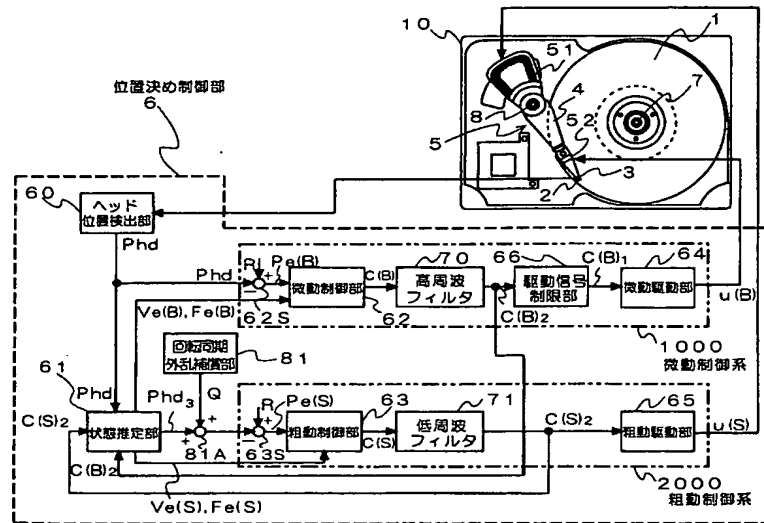 10
1
51
4
7
8
5
52
3
2
位置決め制御部
6
60
ヘッド
位置検出部
Phd
Phd
R
Pe(B)
微動制御部
62
62S
C(B)
70
高周波
フィルタ
66
駆動信号
制限部
C(B)1
C(B)2
64
微動駆動部
u(B)
1000
微動制御系
Ve(B),Fe(B)
回転同期
外乱補償部
81
Q
61
Phd
状態推定部
C(S)2
C(B)2
Phd3
+
+
81A
R
Pe(S)
63S
粗動制御部
63
C(S)
71
低周波
フィルタ
C(S)2
65
粗動駆動部
u(S)
2000
粗動制御系
Ve(S),Fe(S)